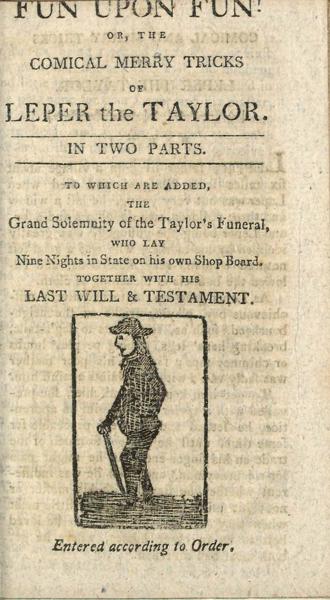 FUN UPON FUN!
OR, THE
COMICAL MERRY TRICKS
OF
LEPER the TAYLOR.
IN TWO PARTS.
TO WHICH ARE ADDED,
THE
Grand Solemnity of the Taylor's Funeral,
WHO LAY
Nine Nights in State on his own Shop Board.
TOGETHER WITH HIS
LAST WILL & TESTAMENT.
Entered according to Order.